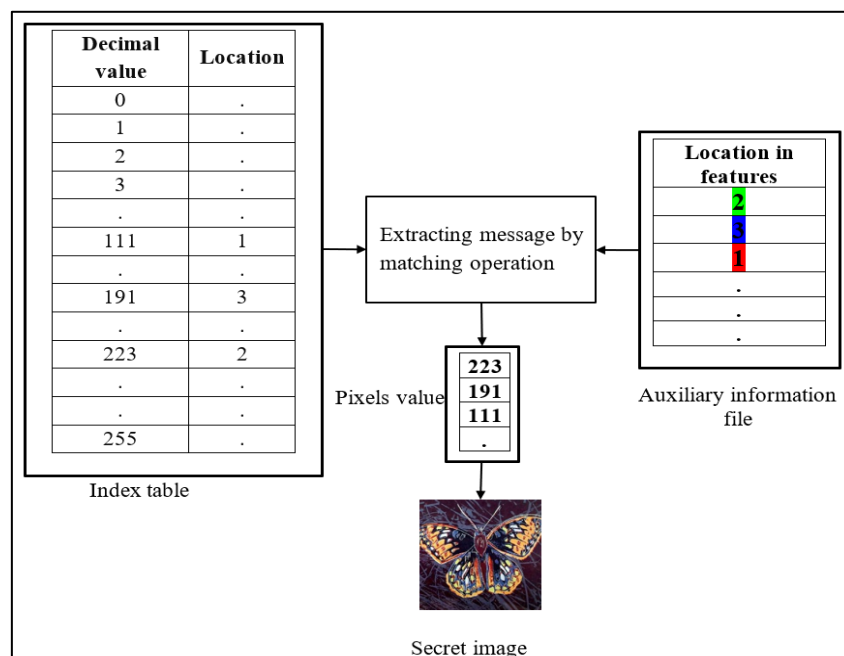 Decimal value Location
0 .
1 .
2 .
3 .
. .
111 1
. .
191 3
. .
223 2
. .
. .
255 .
Index table
Extracting message by
matching operation
Location in
features
2
3
1
.
.
.
Auxiliary information
file
Pixels value
223
191
111
.
Secret image